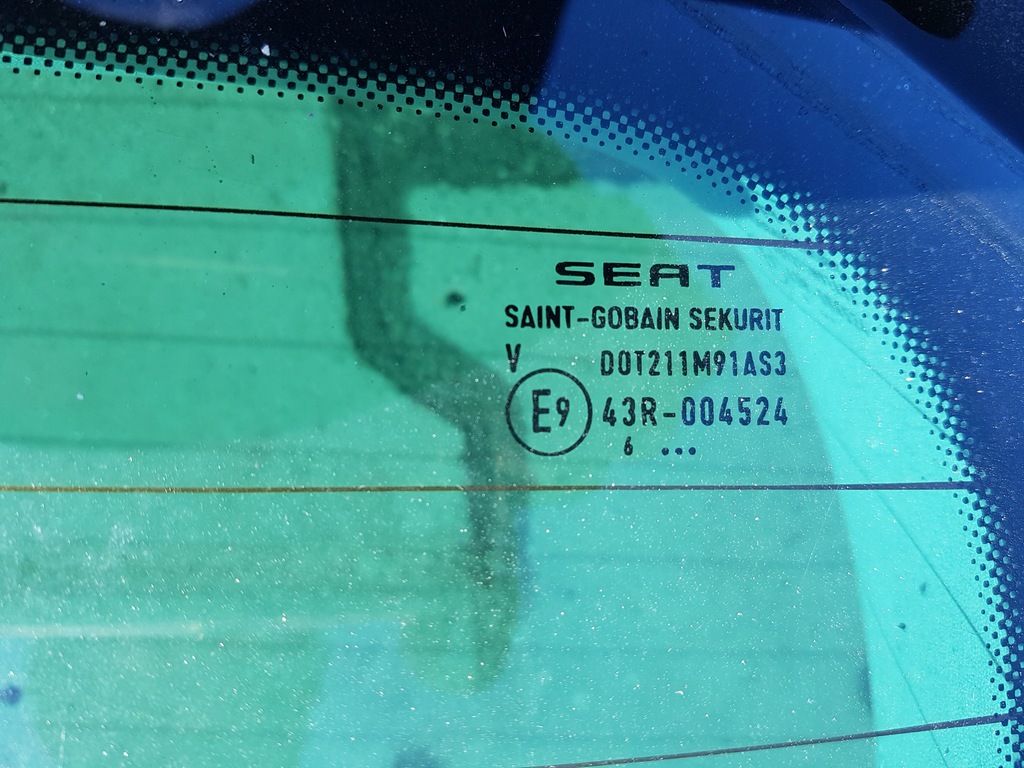 SEAT
SAINT-GOBAIN SEKURIT
V DOT211M91AS3
E9 43R-004524
6 ...